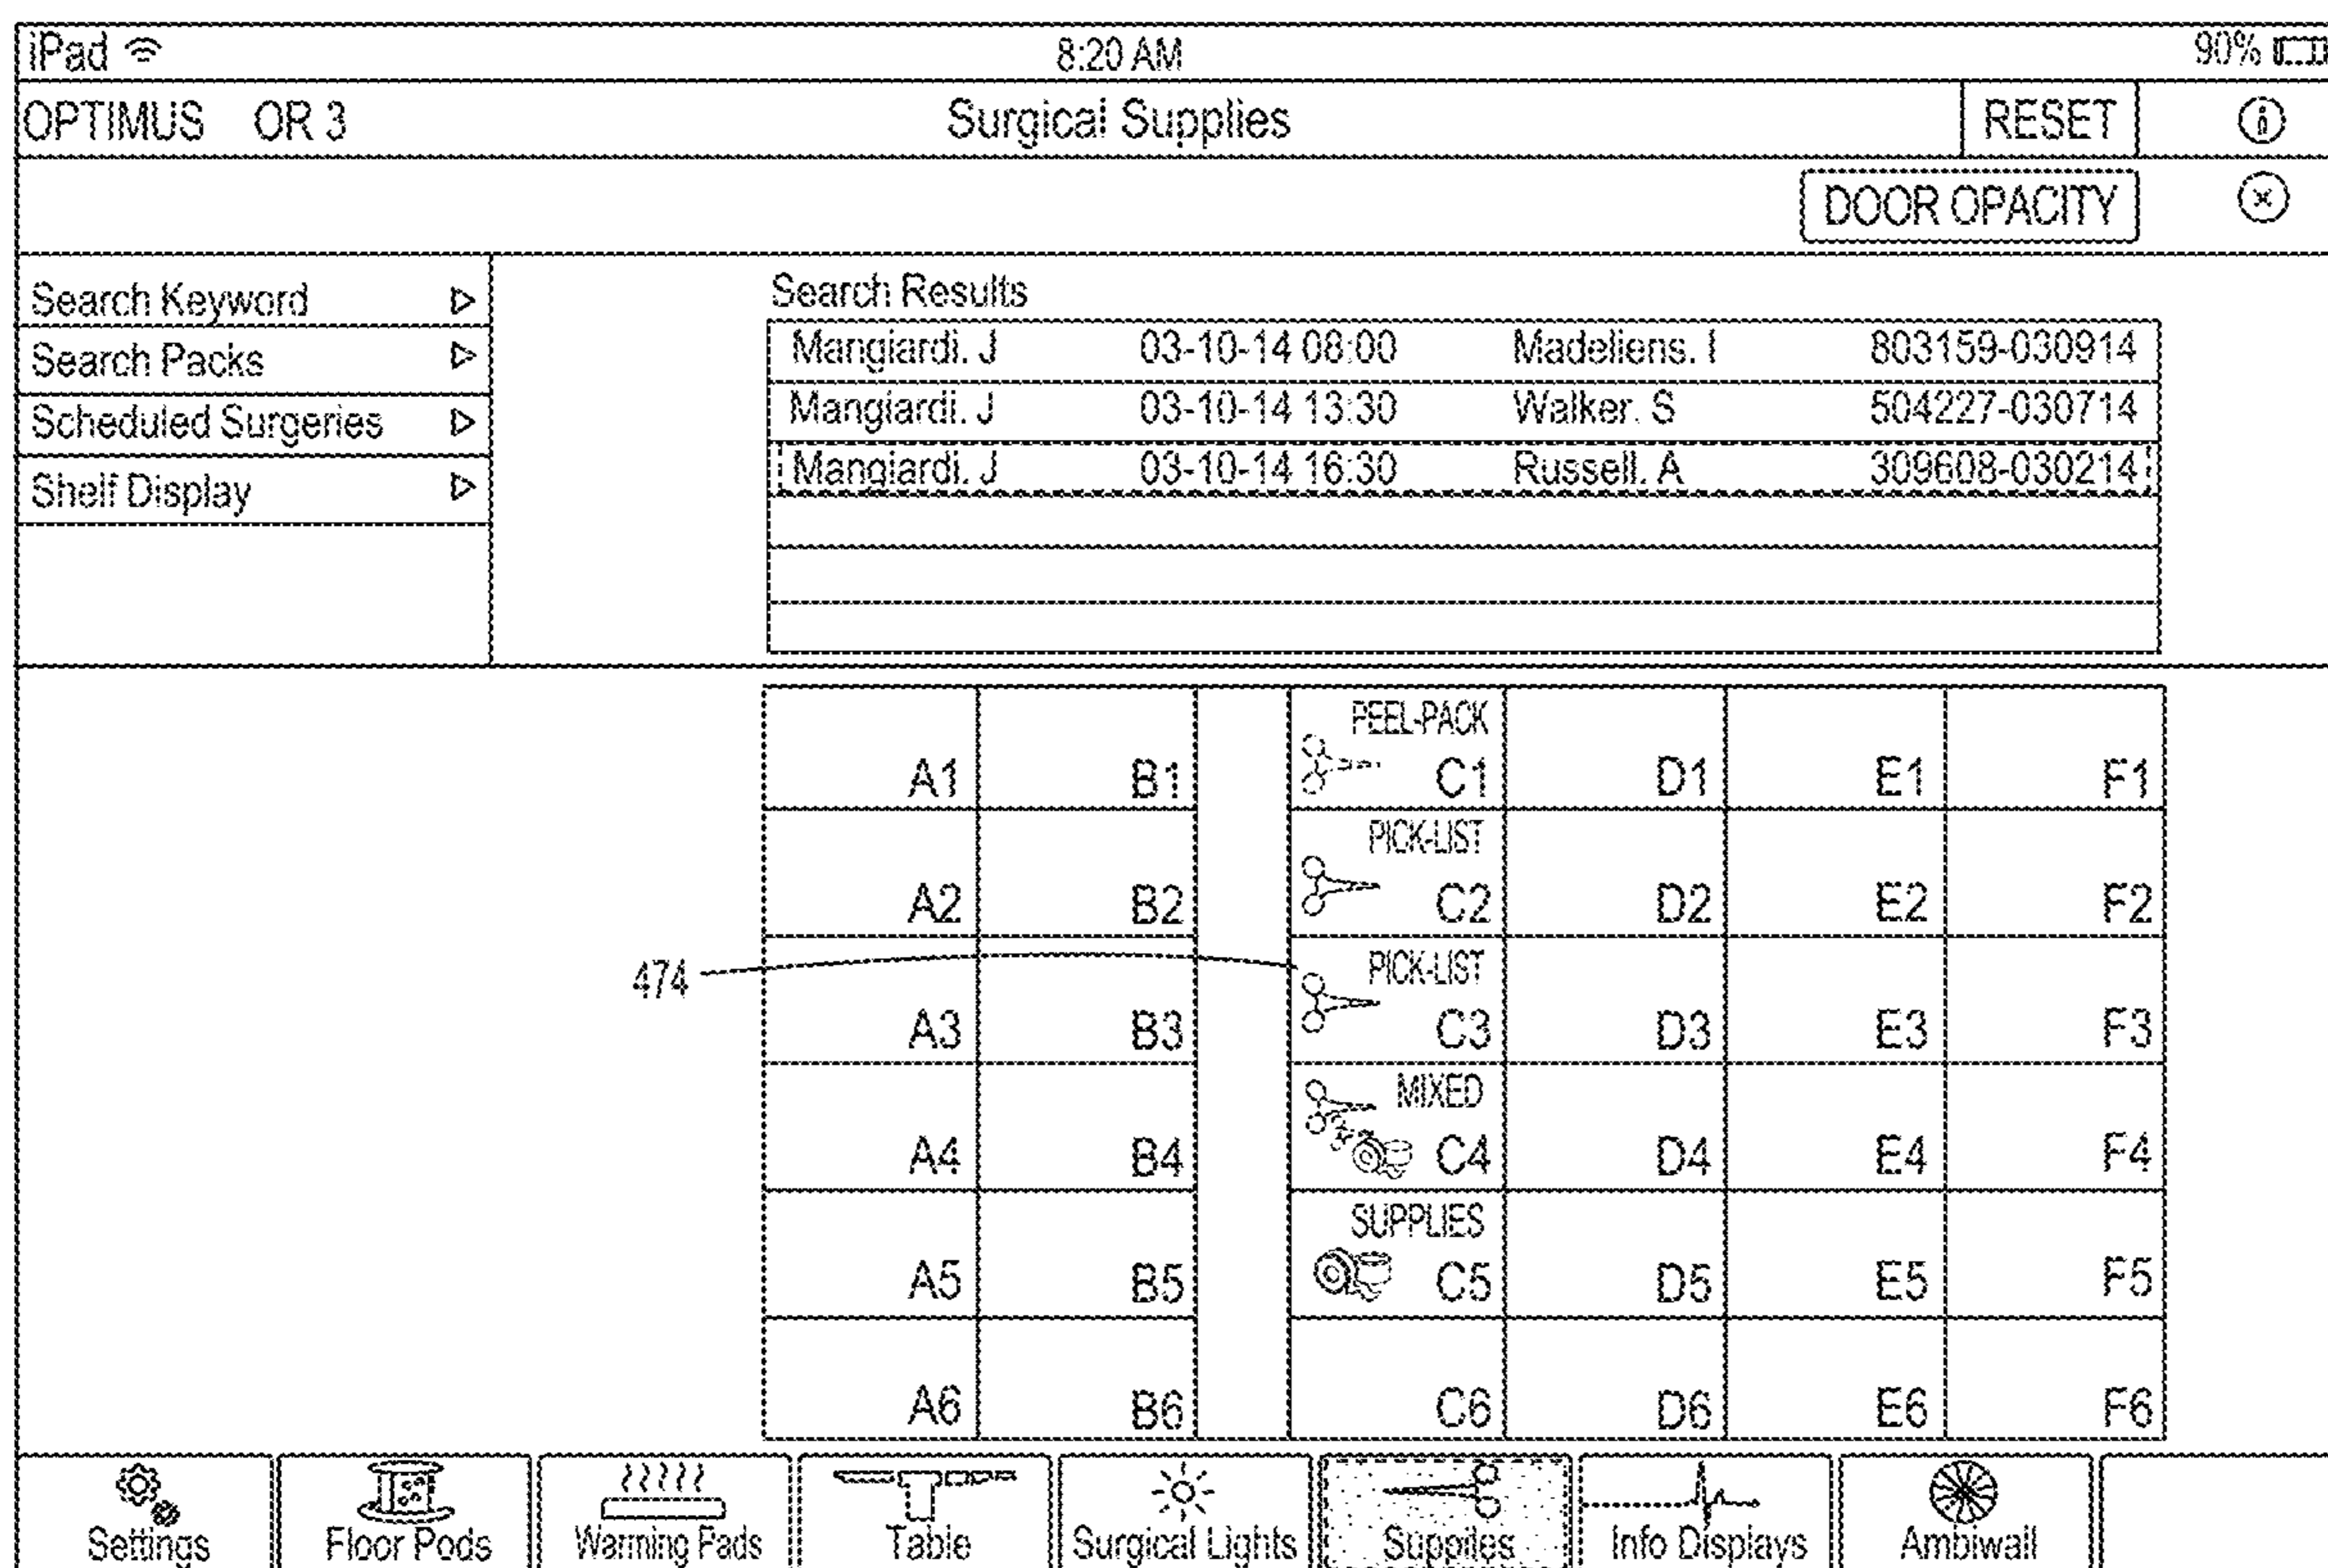 iPad 8:20 AM 90%
OPTIMUS OR 3 Surgical Supplies RESET
DOOR OPACITY
Search Keyword
Search Packs
Scheduled Surgeries
Shelf Display
Search Results
Mangiardi. J 03-10-14 08:00 Madeliens. I 803159-030914
Mangiardi. J 03-10-14 13:30 Walker. S 504227-030714
Mangiardi. J 03-10-14 16:30 Russell. A 309608-030214
PEEL-PACK
A1 B1 C1 D1 E1 F1
PICK-LIST
A2 B2 C2 D2 E2 F2
474 PICK-LIST
A3 B3 C3 D3 E3 F3
MIXED
A4 B4 C4 D4 E4 F4
SUPPLIES
A5 B5 C5 D5 E5 F5
A6 B6 C6 D6 E6 F6
Settings Floor Pods Warming Pads Table Surgical Lights Supplies Info Displays Ambiwall